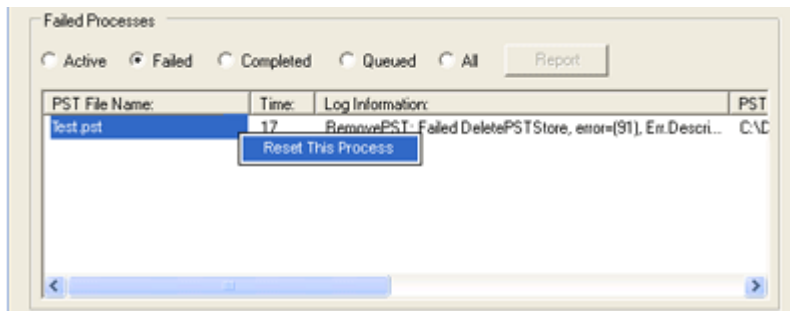 Failed Processes
Active Failed Completed Queued All Report
PST File Name: Time: Log Information: PST
Test.pst 17 RemovePST: Failed DeletePSTStore, error=(91), Err.Descri... C:\D
Reset This Process